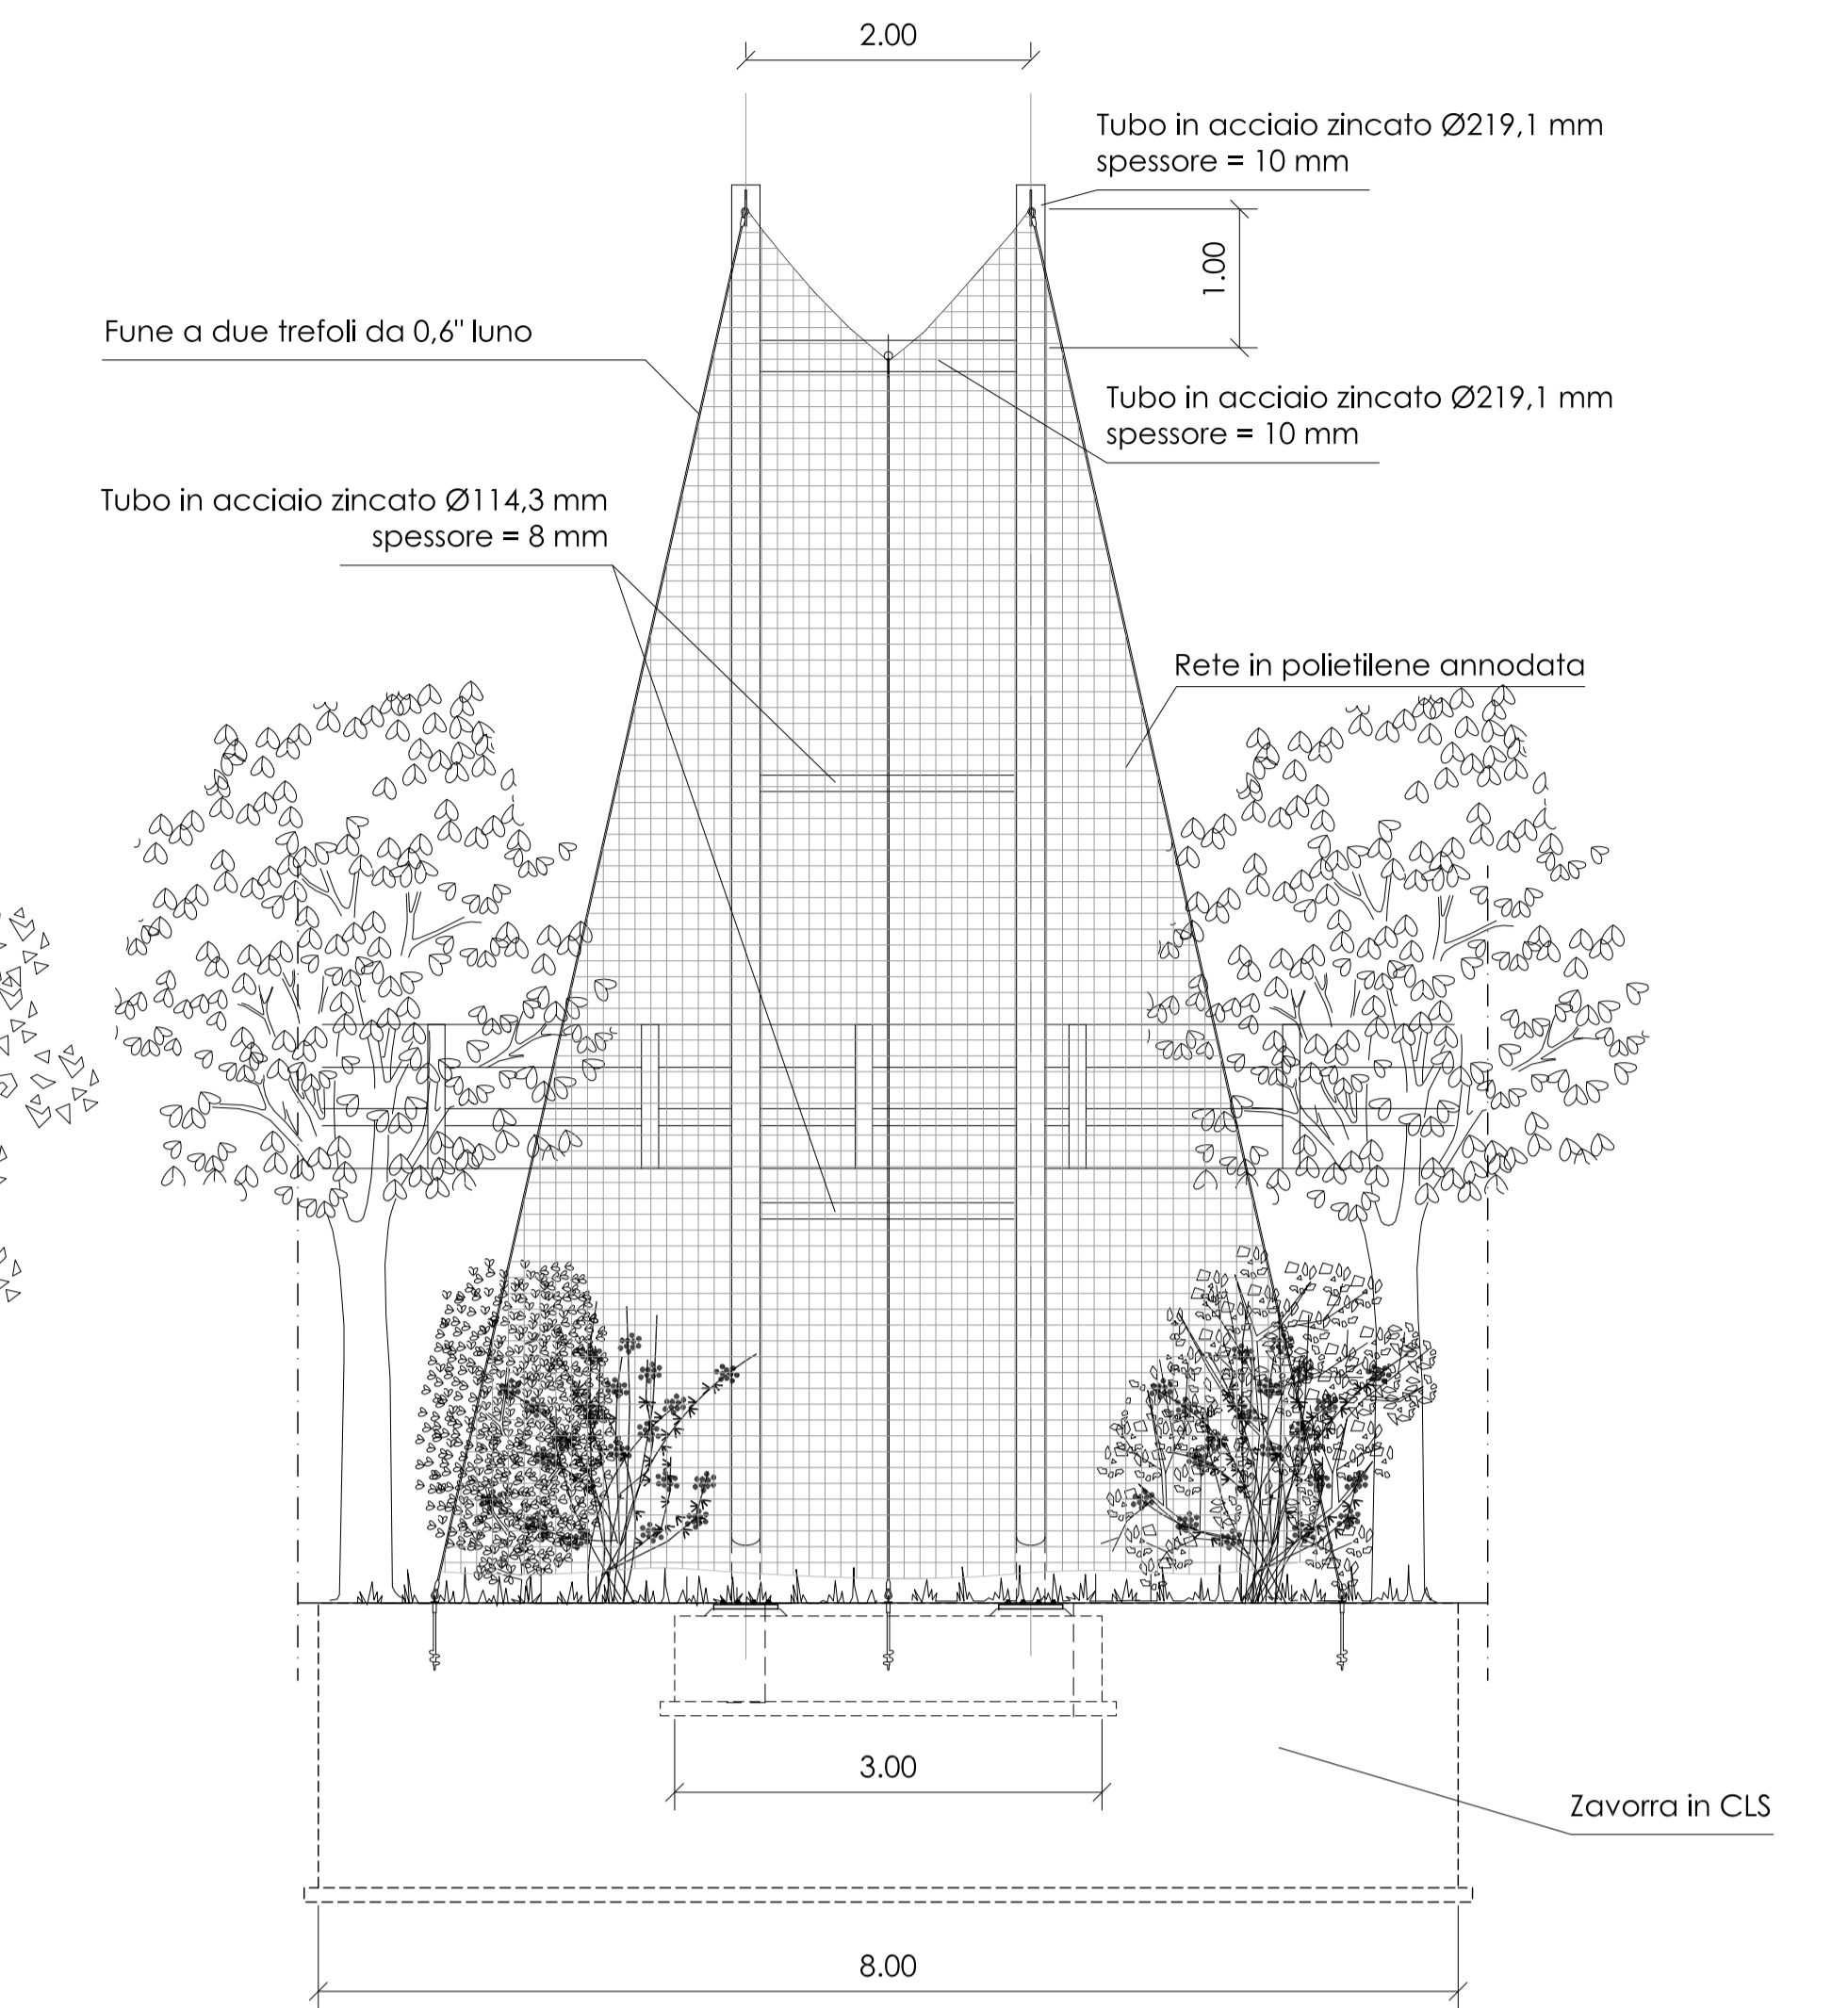 2.00
Tubo in acciaio zincato Ø219,1 mm
spessore = 10 mm
1.00
Fune a due trefoli da 0,6" luno
Tubo in acciaio zincato Ø219,1 mm
spessore = 10 mm
Tubo in acciaio zincato Ø114,3 mm
spessore = 8 mm
Rete in polietilene annodata
3.00
Zavorra in CLS
8.00